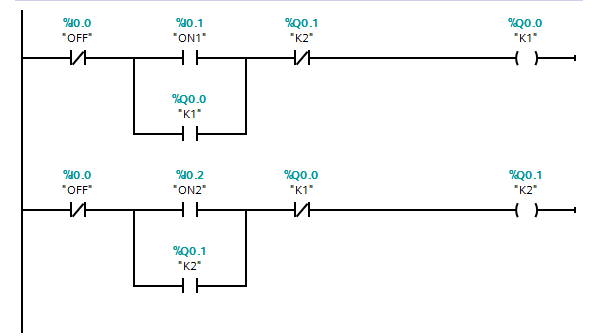 %I0.0 %I0.1 %Q0.1 %Q0.0
"OFF" "ON1" "K2" "K1"
%Q0.0
"K1"
%I0.0 %I0.2 %Q0.0 %Q0.1
"OFF" "ON2" "K1" "K2"
%Q0.1
"K2"